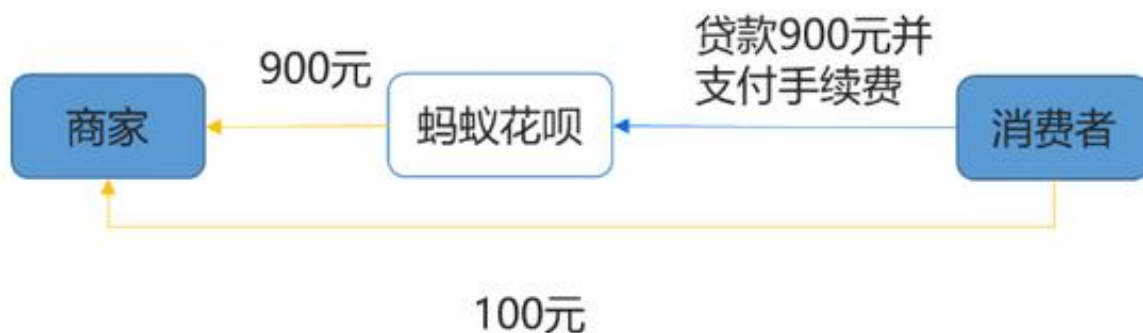 贷款900元并
支付手续费
900元
商家
蚂蚁花呗
消费者
100元